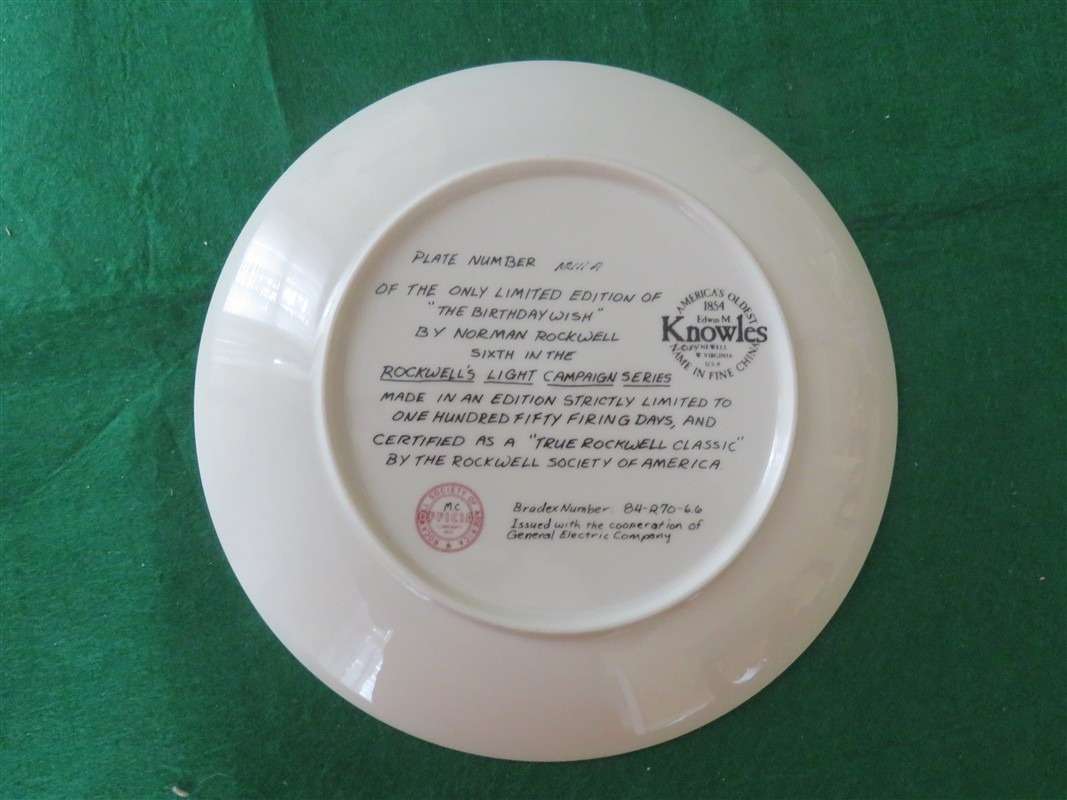 PLATE NUMBER
OF THE ONLY LIMITED EDITION OF
"THE BIRTHDAY WISH"
BY NORMAN ROCKWELL
SIXTH IN THE
ROCKWELL'S LIGHT CAMPAIGN SERIES
MADE IN AN EDITION STRICTLY LIMITED TO
ONE HUNDRED FIFTY FIRING DAYS, AND
CERTIFIED AS A "TRUE ROCKWELL CLASSIC"
BY THE ROCKWELL SOCIETY OF AMERICA
AMERICA'S OLDEST
1854
Edwin M
Knowles
NEWELL
W VIRGINIA
U S A
NAME IN FINE CHINA
SOCIETY OF AMERICA
M.C
Bradex Number: 84-R70-6.6
Issued with the cooperation of
General Electric Company